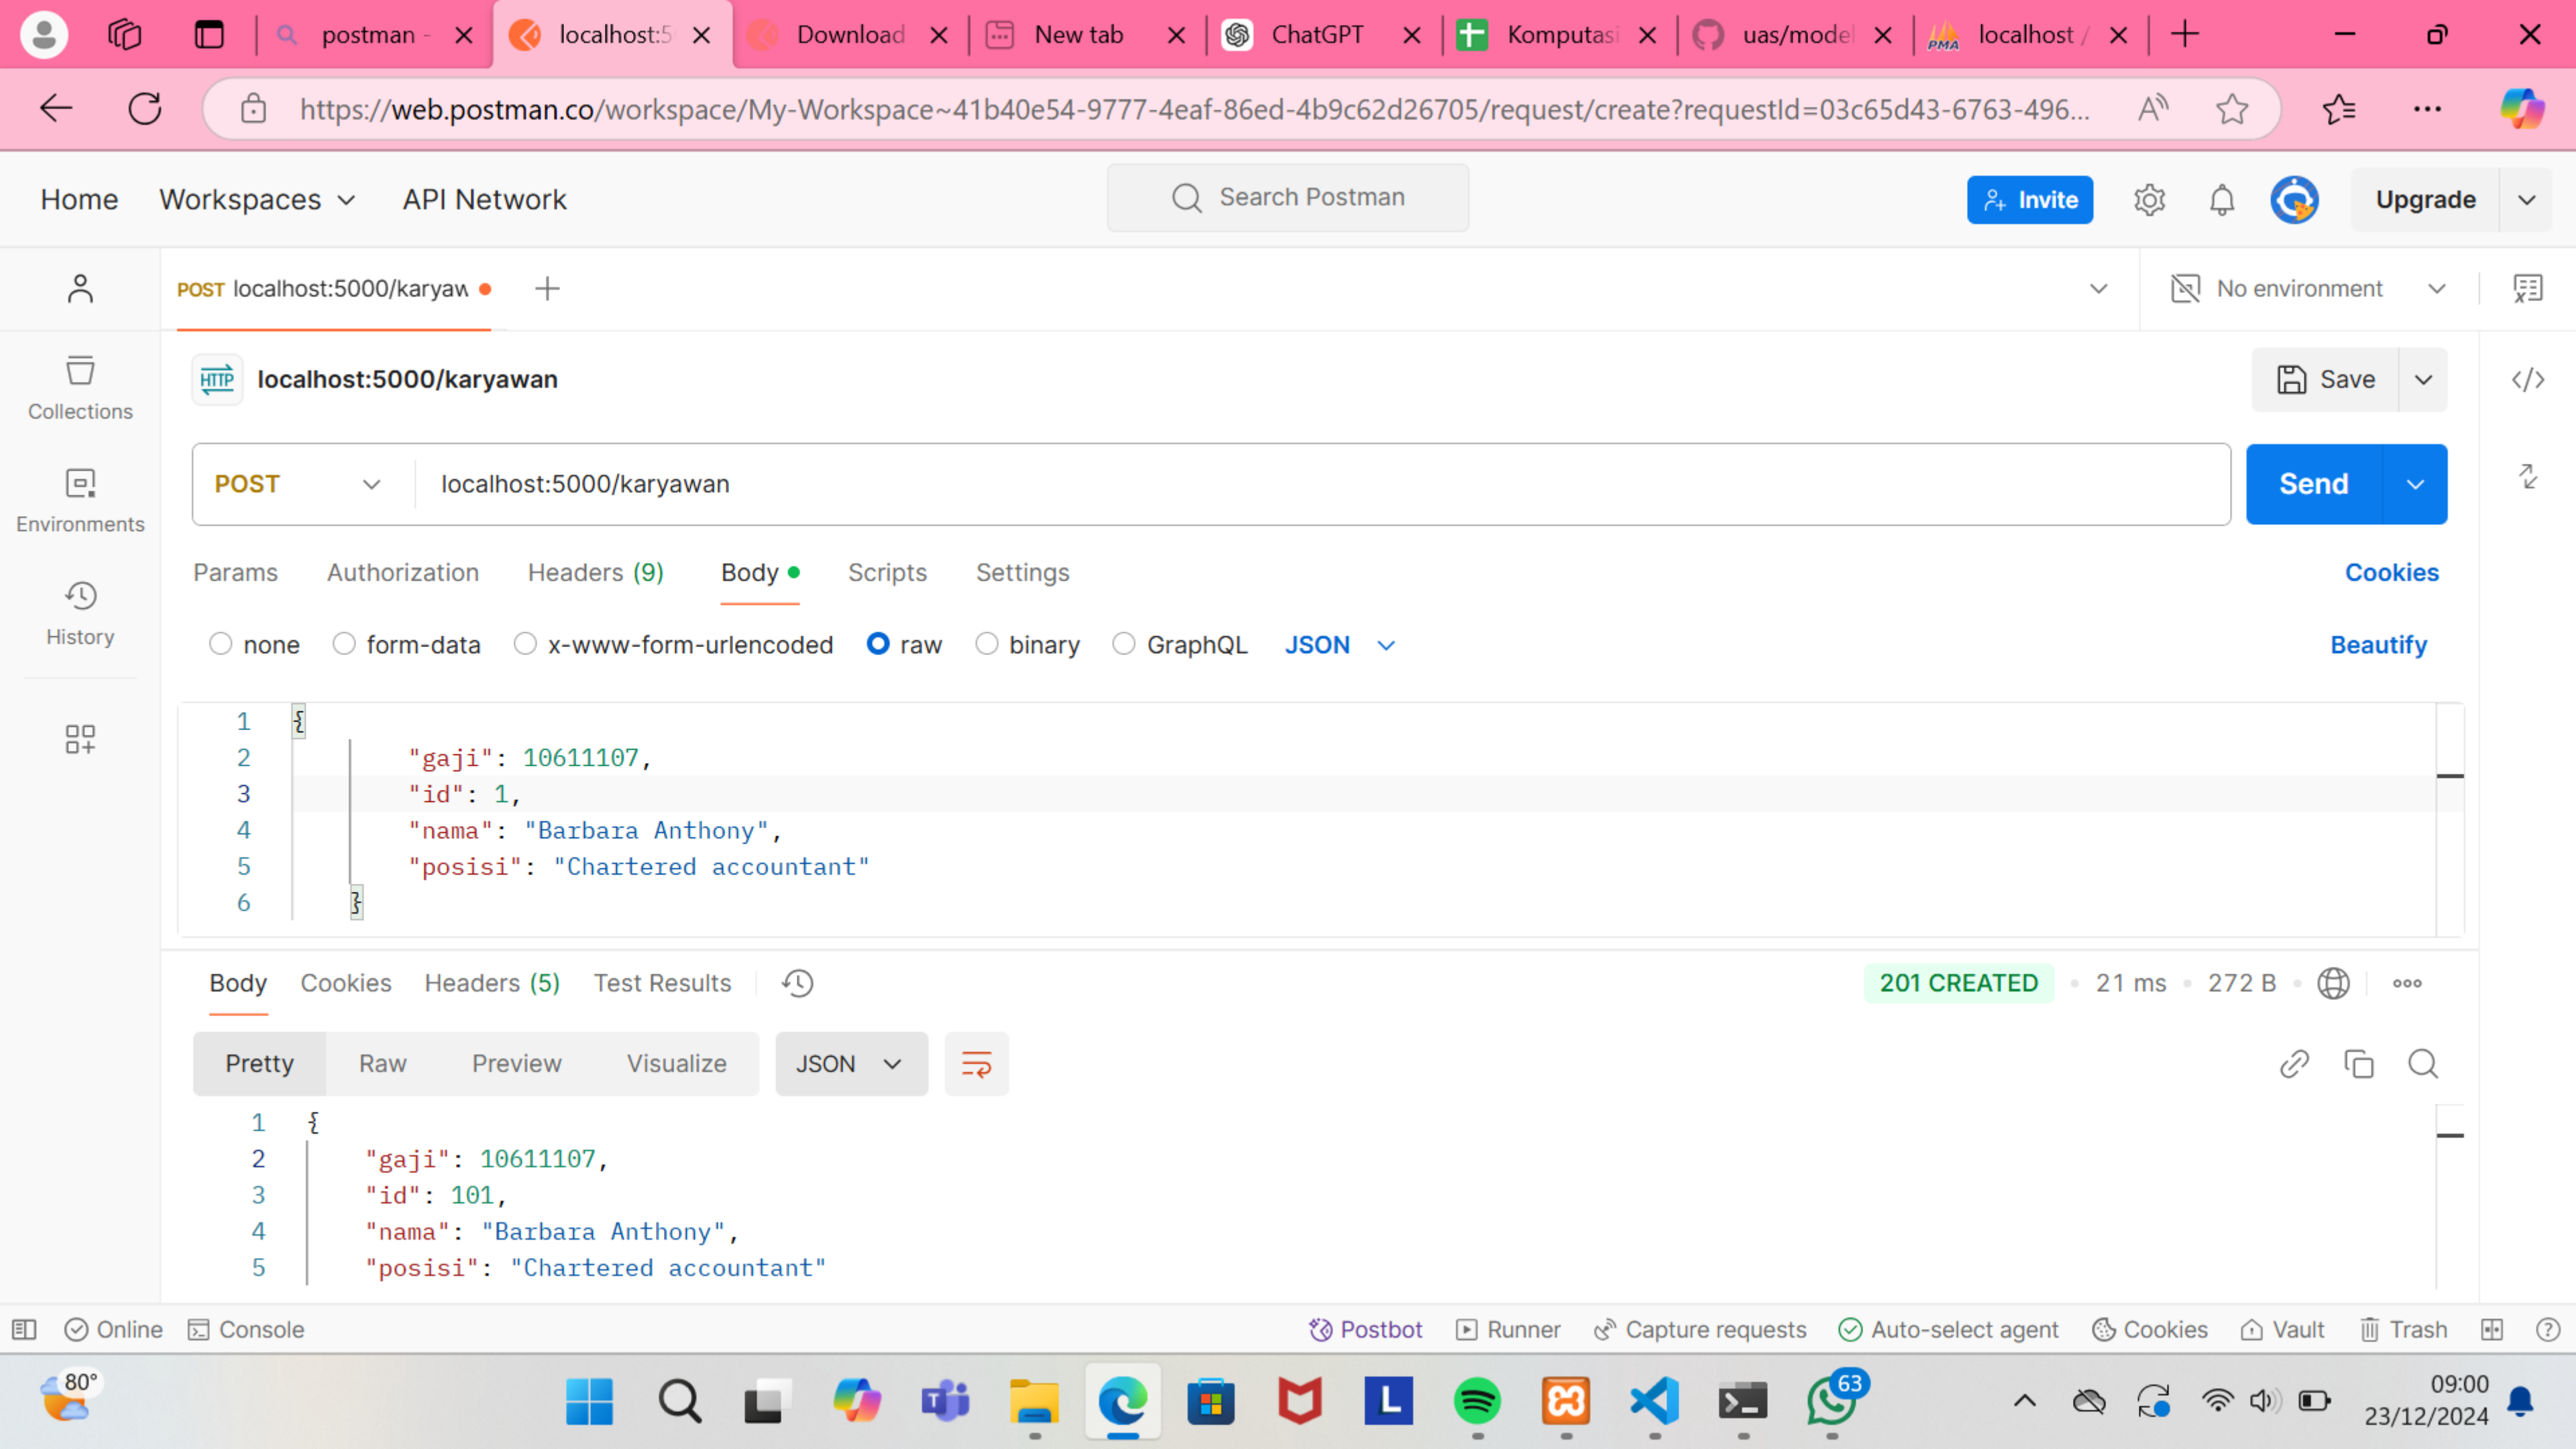 postman -
localhost:5
Download
New tab
ChatGPT
Komputasi
uas/model
PMA
localhost /
https://web.postman.co/workspace/My-Workspace~41b40e54-9777-4eaf-86ed-4b9c62d26705/request/create?requestId=03c65d43-6763-496...
Home
Workspaces
API Network
Search Postman
Invite
Upgrade
POST localhost:5000/karyaw
No environment
Collections
HTTP localhost:5000/karyawan
Save
Environments
POST
localhost:5000/karyawan
Send
History
Params
Authorization
Headers (9)
Body
Scripts
Settings
Cookies
none
form-data
x-www-form-urlencoded
raw
binary
GraphQL
JSON
Beautify
1 {
2 "gaji": 10611107,
3 "id": 1,
4 "nama": "Barbara Anthony",
5 "posisi": "Chartered accountant"
6 }
Body
Cookies
Headers (5)
Test Results
201 CREATED • 21 ms • 272 B
Pretty
Raw
Preview
Visualize
JSON
1 {
2 "gaji": 10611107,
3 "id": 101,
4 "nama": "Barbara Anthony",
5 "posisi": "Chartered accountant"
Online
Console
Postbot
Runner
Capture requests
Auto-select agent
Cookies
Vault
Trash
80°
63
09:00
23/12/2024